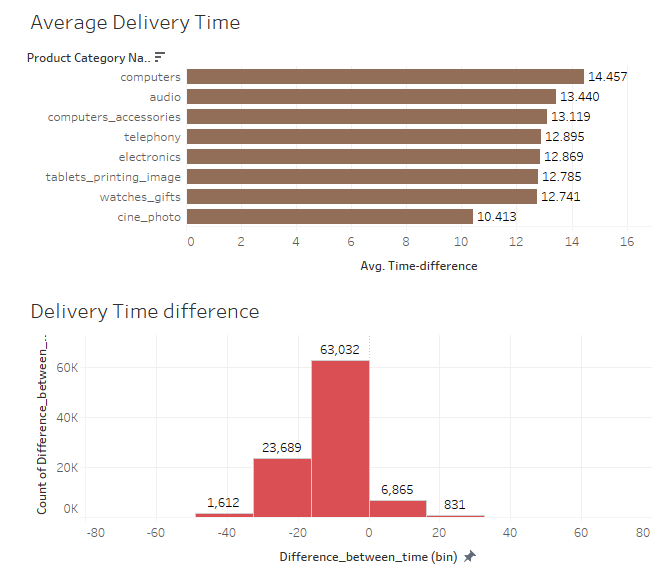 Average Delivery Time
Product Category Na..
computers 14.457
audio 13.440
computers_accessories 13.119
telephony 12.895
electronics 12.869
tablets_printing_image 12.785
watches_gifts 12.741
cine_photo 10.413
0 2 4 6 8 10 12 14 16
Avg. Time-difference
Delivery Time difference
Count of Difference_between_..
60K
40K
20K
0K
1,612
23,689
63,032
6,865
831
-80 -60 -40 -20 0 20 40 60 80
Difference_between_time (bin)